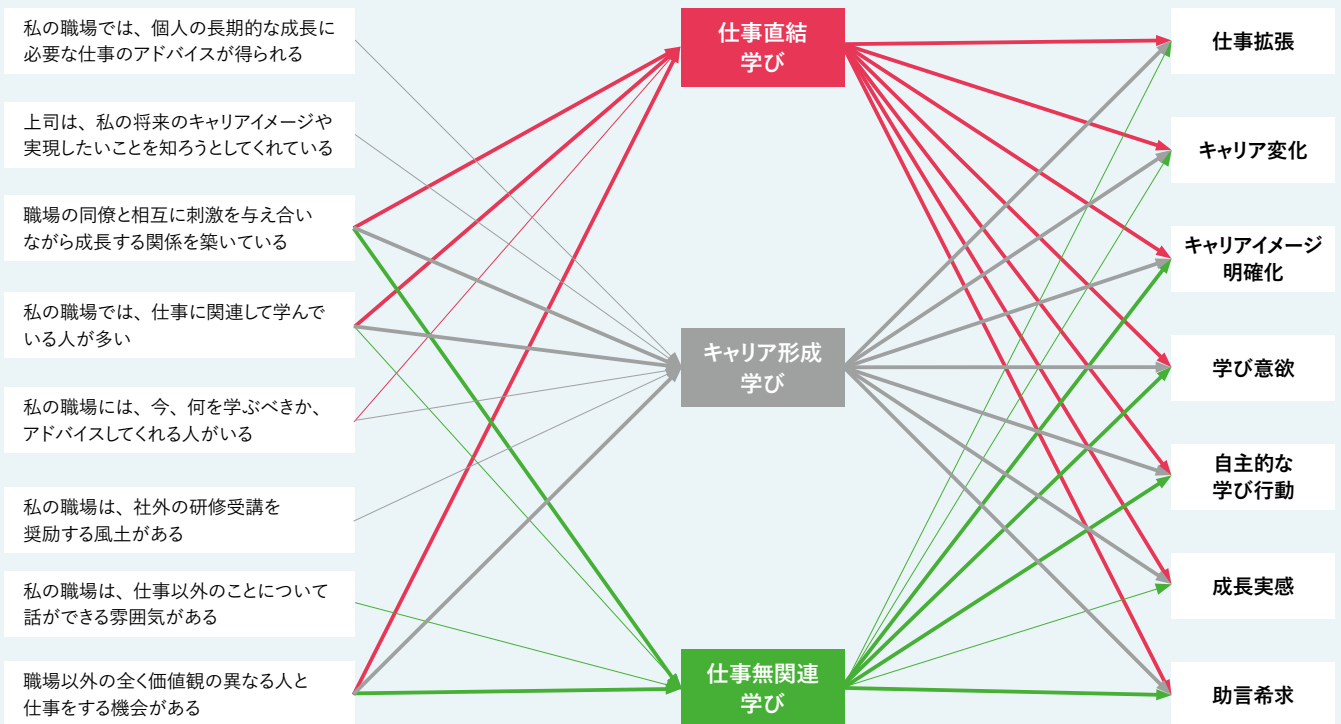 私の職場では、個人の長期的な成長に
必要な仕事のアドバイスが得られる
上司は、私の将来のキャリアイメージや
実現したいことを知ろうとしてくれている
職場の同僚と相互に刺激を与え合い
ながら成長する関係を築いている
私の職場では、仕事に関連して学んで
いる人が多い
私の職場には、今、何を学ぶべきか、
アドバイスしてくれる人がいる
私の職場は、社外の研修受講を
奨励する風土がある
私の職場は、仕事以外のことについて
話ができる雰囲気がある
職場以外の全く価値観の異なる人と
仕事をする機会がある
仕事直結
学び
キャリア形成
学び
仕事無関連
学び
仕事拡張
キャリア変化
キャリアイメージ
明確化
学び意欲
自主的な
学び行動
成長実感
助言希求